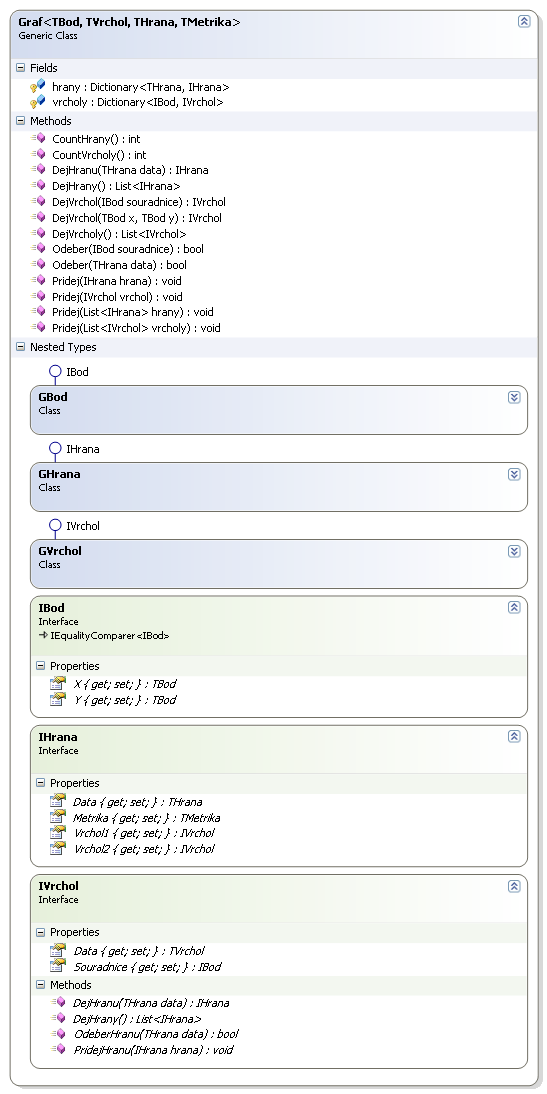 Graf<TBod, TVrchol, THrana, TMetrika>
Generic Class
Fields
hrany : Dictionary<THrana, IHrana>
vrcholy : Dictionary<IBod, IVrchol>
Methods
CountHrany() : int
CountVrcholy() : int
DejHranu(THrana data) : IHrana
DejHrany() : List<IHrana>
DejVrchol(IBod souradnice) : IVrchol
DejVrchol(TBod x, TBod y) : IVrchol
DejVrcholy() : List<IVrchol>
Odeber(IBod souradnice) : bool
Odeber(THrana data) : bool
Pridej(IHrana hrana) : void
Pridej(IVrchol vrchol) : void
Pridej(List<IHrana> hrany) : void
Pridej(List<IVrchol> vrcholy) : void
Nested Types
IBod
GBod
Class
IHrana
GHrana
Class
IVrchol
GVrchol
Class
IBod
Interface
IEqualityComparer<IBod>
Properties
X { get; set; } : TBod
Y { get; set; } : TBod
IHrana
Interface
Properties
Data { get; set; } : THrana
Metrika { get; set; } : TMetrika
Vrchol1 { get; set; } : IVrchol
Vrchol2 { get; set; } : IVrchol
IVrchol
Interface
Properties
Data { get; set; } : TVrchol
Souradnice { get; set; } : IBod
Methods
DejHranu(THrana data) : IHrana
DejHrany() : List<IHrana>
OdeberHranu(THrana data) : bool
PridejHranu(IHrana hrana) : void